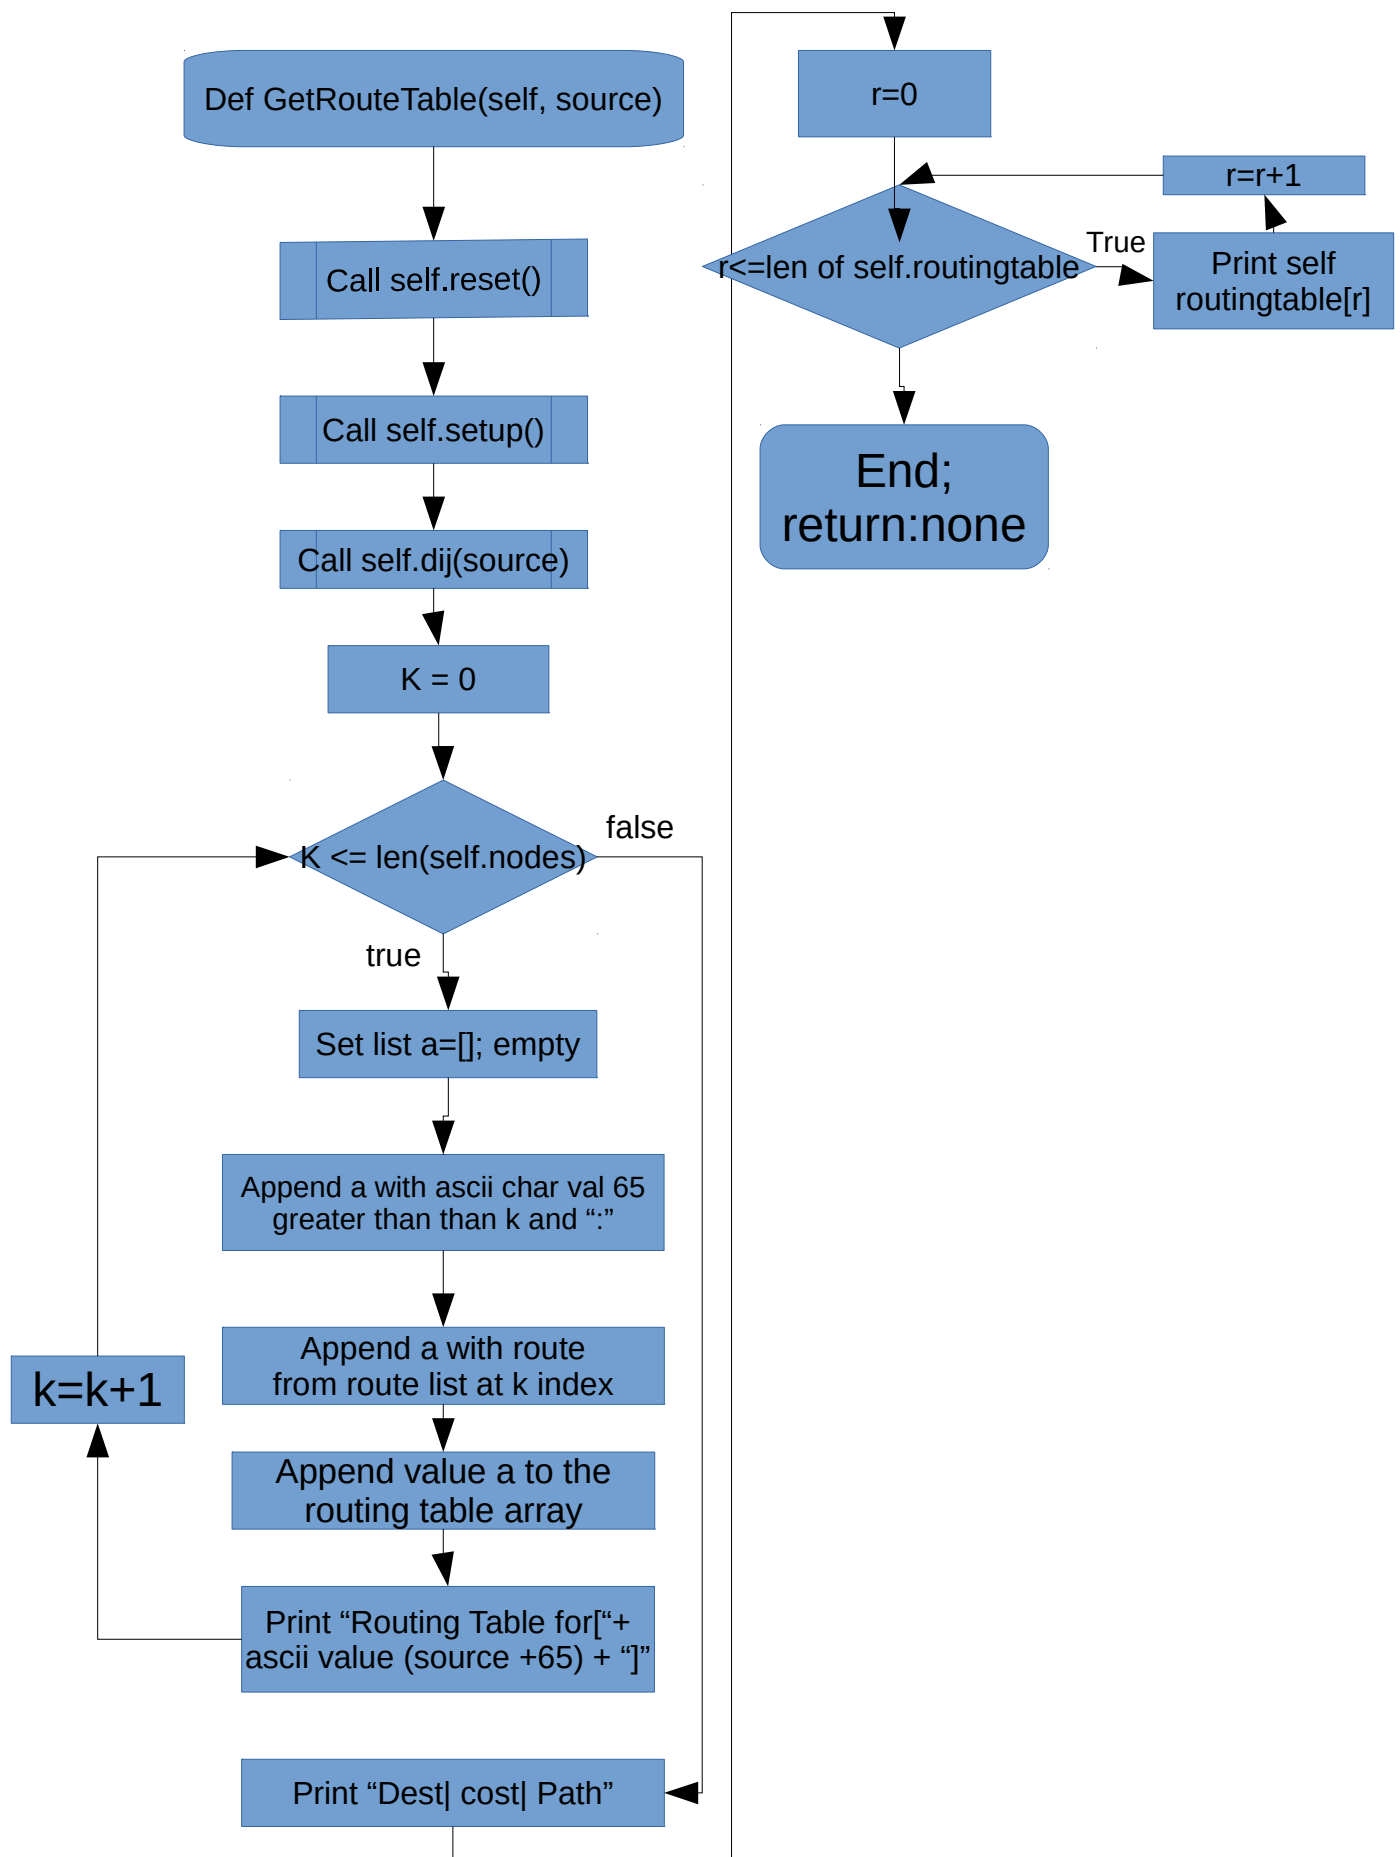 Def GetRouteTable(self, source)
Call self.reset()
Call self.setup()
Call self.dij(source)
K = 0
K <= len(self.nodes)
false
true
Set list a=[]; empty
Append a with ascii char val 65
greater than than k and “:”
Append a with route
from route list at k index
k=k+1
Append value a to the
routing table array
Print “Routing Table for[“+
ascii value (source +65) + “]”
Print “Dest| cost| Path”
r=0
r=r+1
True
r<=len of self.routingtable
Print self
routingtable[r]
End;
return:none